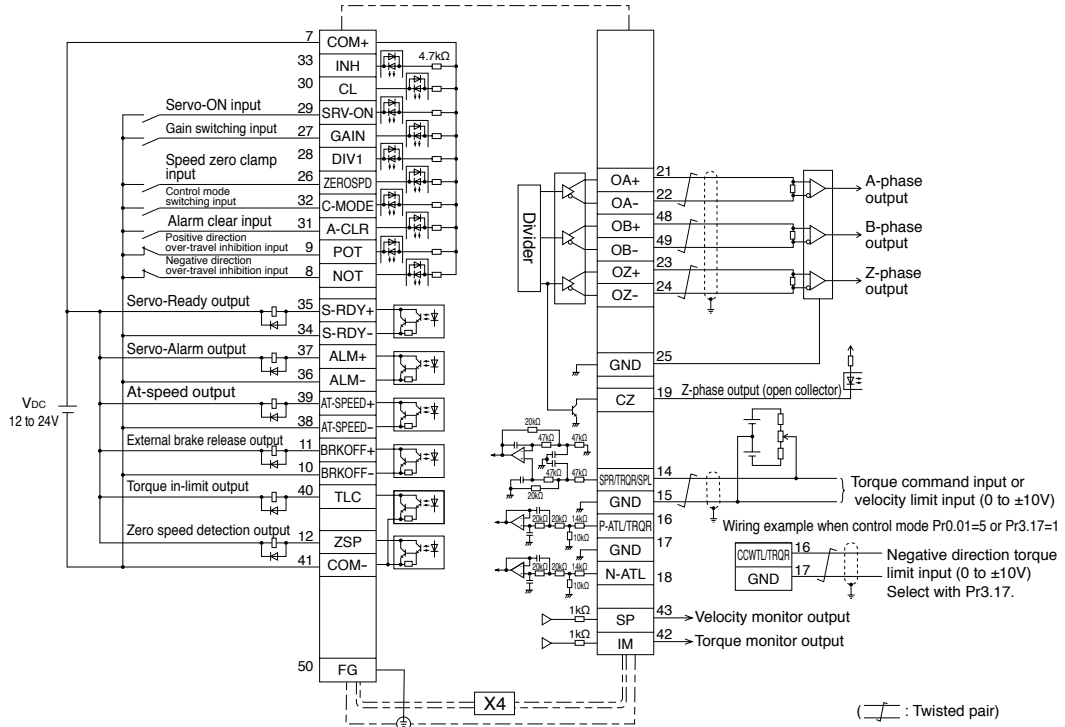 7 COM+
33 INH 4.7kΩ
30 CL
Servo-ON input 29 SRV-ON
Gain switching input 27 GAIN
28 DIV1
Speed zero clamp
input 26 ZEROSPD
Control mode
switching input 32 C-MODE
Alarm clear input 31 A-CLR
Positive direction
over-travel inhibition input 9 POT
Negative direction
over-travel inhibition input 8 NOT
Servo-Ready output 35 S-RDY+
34 S-RDY-
Servo-Alarm output 37 ALM+
36 ALM-
At-speed output 39 AT-SPEED+
38 AT-SPEED-
VDC
12 to 24V
External brake release output 11 BRKOFF+
10 BRKOFF-
Torque in-limit output 40 TLC
Zero speed detection output 12 ZSP
41 COM-
50 FG
X4
Divider
OA+ 21
OA- 22
A-phase
output
OB+ 48
OB- 49
B-phase
output
OZ+ 23
OZ- 24
Z-phase
output
GND 25
CZ 19 Z-phase output (open collector)
20kΩ
47kΩ 47kΩ
47kΩ 47kΩ
20kΩ
SPR/TRQR/SPL 14
GND 15
Torque command input or
velocity limit input (0 to ±10V)
20kΩ 20kΩ 14kΩ
10kΩ
P-ATL/TRQR 16
GND 17
20kΩ 20kΩ 14kΩ
10kΩ
N-ATL 18
Wiring example when control mode Pr0.01=5 or Pr3.17=1
CCWTL/TRQR 16
GND 17
Negative direction torque
limit input (0 to ±10V)
Select with Pr3.17.
1kΩ SP 43 Velocity monitor output
1kΩ IM 42 Torque monitor output
( : Twisted pair)